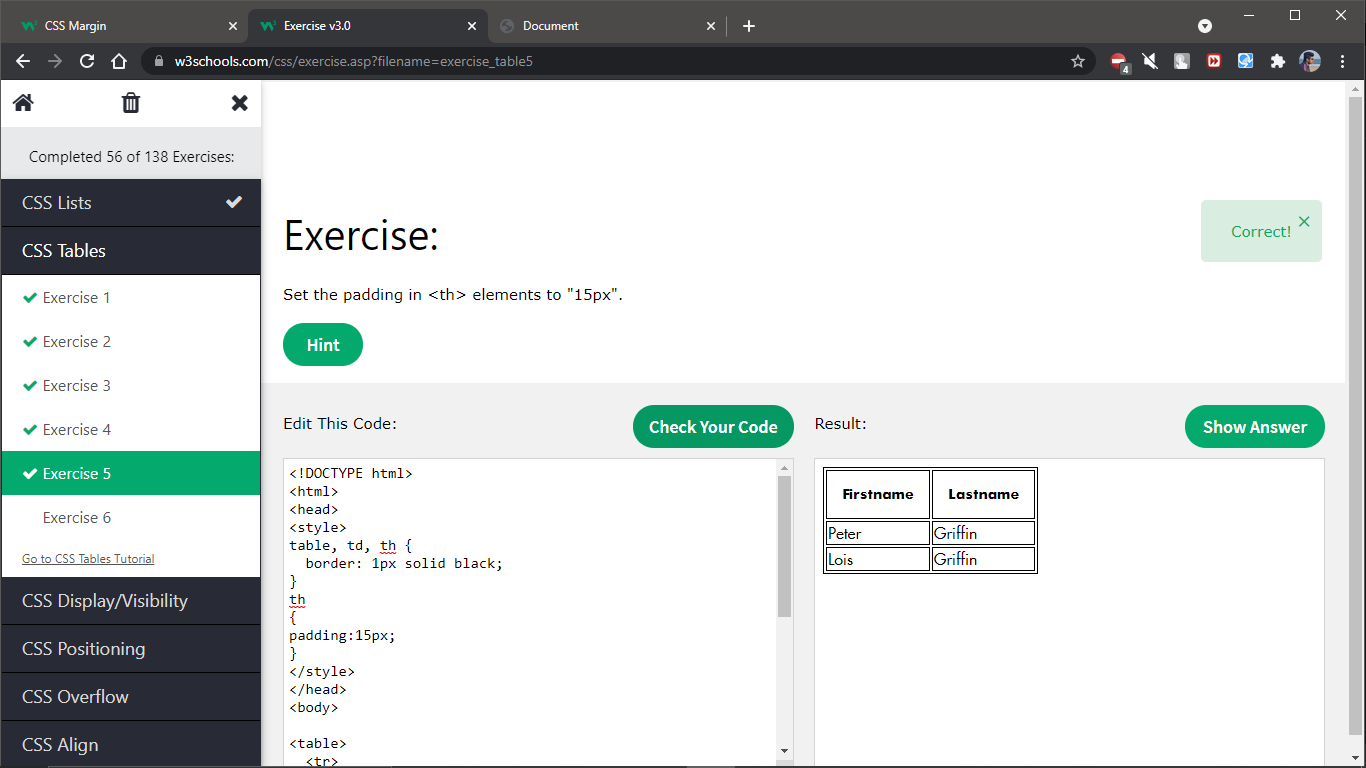 CSS Margin
Exercise v3.0
Document
w3schools.com/css/exercise.asp?filename=exercise_table5
4
Completed 56 of 138 Exercises:
CSS Lists
CSS Tables
Exercise 1
Exercise 2
Exercise 3
Exercise 4
Exercise 5
Exercise 6
Go to CSS Tables Tutorial
CSS Display/Visibility
CSS Positioning
CSS Overflow
CSS Align
Exercise:
Correct!
Set the padding in <th> elements to "15px".
Hint
Edit This Code:
Check Your Code
<!DOCTYPE html>
<html>
<head>
<style>
table, td, th {
  border: 1px solid black;
}
th
{
padding:15px;
}
</style>
</head>
<body>

<table>
  <tr>
Result:
Show Answer
Firstname Lastname
Peter Griffin
Lois Griffin